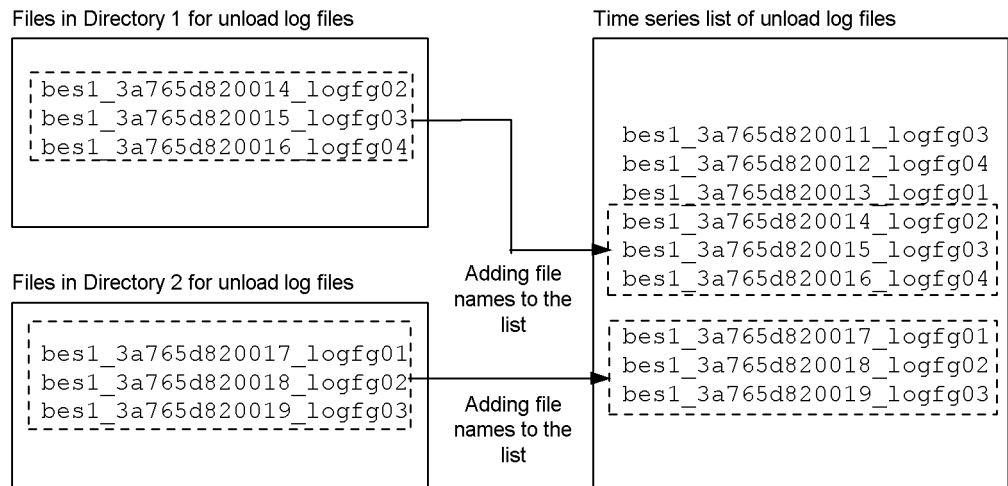 Files in Directory 1 for unload log files
bes1_3a765d820014_logfg02
bes1_3a765d820015_logfg03
bes1_3a765d820016_logfg04
Files in Directory 2 for unload log files
bes1_3a765d820017_logfg01
bes1_3a765d820018_logfg02
bes1_3a765d820019_logfg03
Adding file
names to the
list
Adding file
names to the
list
Time series list of unload log files
bes1_3a765d820011_logfg03
bes1_3a765d820012_logfg04
bes1_3a765d820013_logfg01
bes1_3a765d820014_logfg02
bes1_3a765d820015_logfg03
bes1_3a765d820016_logfg04
bes1_3a765d820017_logfg01
bes1_3a765d820018_logfg02
bes1_3a765d820019_logfg03